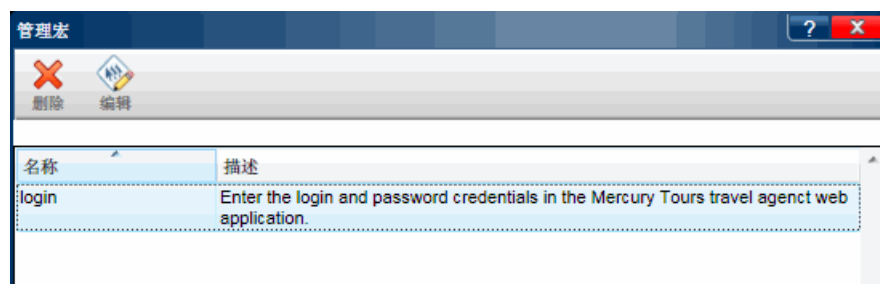 管理宏
? X
删除 编辑
名称 描述
login Enter the login and password credentials in the Mercury Tours travel agenct web
application.